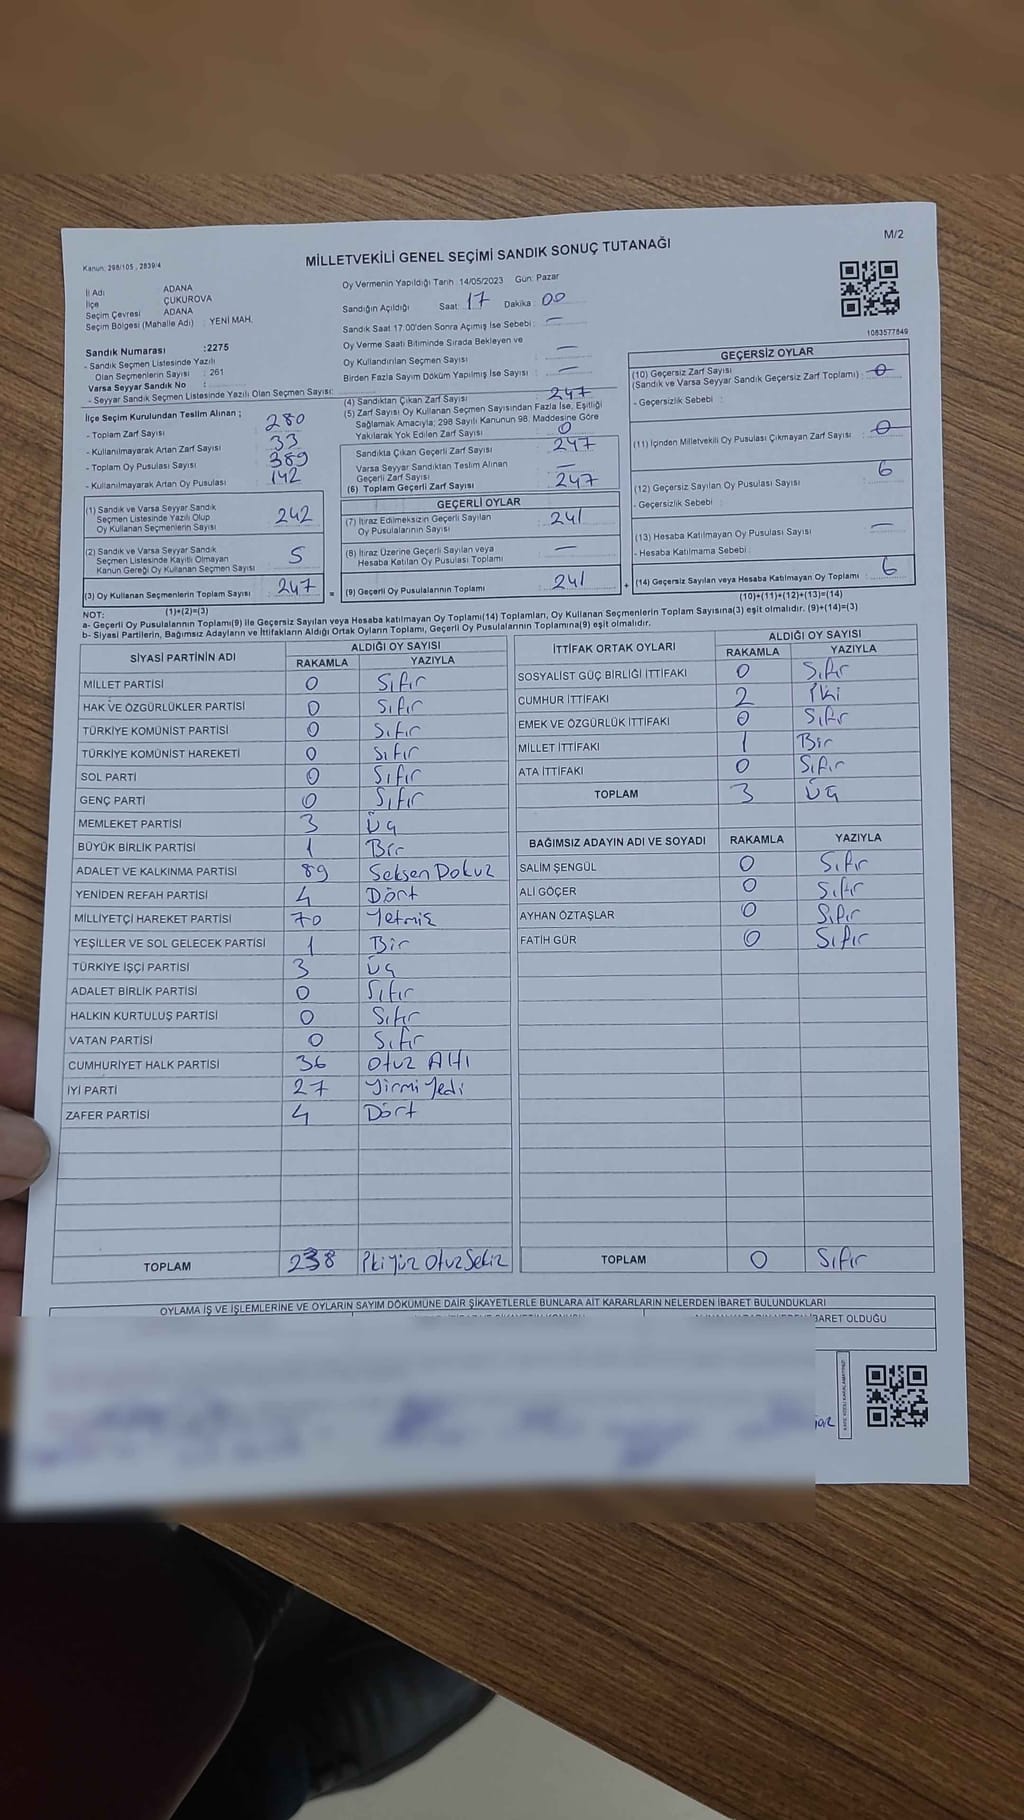 M/2
Kanun: 298/105 , 2839/4
MİLLETVEKİLİ GENEL SEÇİMİ SANDIK SONUÇ TUTANAĞI
İl Adı ADANA
İlçe ÇUKUROVA
Seçim Çevresi ADANA
Seçim Bölgesi (Mahalle Adı) : YENİ MAH.
Sandık Numarası :2275
- Sandık Seçmen Listesinde Yazılı
Olan Seçmenlerin Sayısı : 261
Varsa Seyyar Sandık No :
- Seyyar Sandık Seçmen Listesinde Yazılı Olan Seçmen Sayısı:
Oy Vermenin Yapıldığı Tarih :14/05/2023 Gün: Pazar
Sandığın Açıldığı Saat: 17 Dakika : 00
Sandık Saat 17.00'den Sonra Açımış İse Sebebi : —
Oy Verme Saati Bitiminde Sırada Bekleyen ve
Oy Kullandırılan Seçmen Sayısı : —
Birden Fazla Sayım Döküm Yapılmış İse Sayısı : —
1083577849
İlçe Seçim Kurulundan Teslim Alınan ;
- Toplam Zarf Sayısı : 280
- Kullanılmayarak Artan Zarf Sayısı : 33
- Toplam Oy Pusulası Sayısı : 389
- Kullanılmayarak Artan Oy Pusulası : 142
(1) Sandık ve Varsa Seyyar Sandık
Seçmen Listesinde Yazılı Olup
Oy Kullanan Seçmenlerin Sayısı : 242
(2) Sandık ve Varsa Seyyar Sandık
Seçmen Listesinde Kayıtlı Olmayan
Kanun Gereği Oy Kullanan Seçmen Sayısı : 5
(3) Oy Kullanan Seçmenlerin Toplam Sayısı : 247
(1)+(2)=(3)
(4) Sandıktan Çıkan Zarf Sayısı : 247
(5) Zarf Sayısı Oy Kullanan Seçmen Sayısından Fazla İse, Eşitliği
Sağlamak Amacıyla; 298 Sayılı Kanunun 98. Maddesine Göre
Yakılarak Yok Edilen Zarf Sayısı : 0
Sandıkta Çıkan Geçerli Zarf Sayısı : 247
Varsa Seyyar Sandıktan Teslim Alınan
Geçerli Zarf Sayısı : —
(6) Toplam Geçerli Zarf Sayısı : 247
GEÇERLİ OYLAR
(7) İtiraz Edilmeksizin Geçerli Sayılan
Oy Pusulalarının Sayısı : 241
(8) İtiraz Üzerine Geçerli Sayılan veya
Hesaba Katılan Oy Pusulası Toplamı : —
= (9) Geçerli Oy Pusulalarının Toplamı : 241 +
GEÇERSİZ OYLAR
(10) Geçersiz Zarf Sayısı
(Sandık ve Varsa Seyyar Sandık Geçersiz Zarf Toplamı) : 0
- Geçersizlik Sebebi :
(11) İçinden Milletvekili Oy Pusulası Çıkmayan Zarf Sayısı : 0
(12) Geçersiz Sayılan Oy Pusulası Sayısı : 6
- Geçersizlik Sebebi :
(13) Hesaba Katılmayan Oy Pusulası Sayısı : —
- Hesaba Katılmama Sebebi :
(14) Geçersiz Sayılan veya Hesaba Katılmayan Oy Toplamı : 6
(10)+(11)+(12)+(13)=(14)
NOT:
a- Geçerli Oy Pusulalarının Toplamı(9) ile Geçersiz Sayılan veya Hesaba katılmayan Oy Toplamı(14) Toplamları, Oy Kullanan Seçmenlerin Toplam Sayısına(3) eşit olmalıdır. (9)+(14)=(3)
b- Siyasi Partilerin, Bağımsız Adayların ve İttifakların Aldığı Ortak Oyların Toplamı, Geçerli Oy Pusulalarının Toplamına(9) eşit olmalıdır.
SİYASİ PARTİNİN ADI ALDIĞI OY SAYISI
RAKAMLA YAZIYLA
MİLLET PARTİSİ 0 Sıfır
HAK VE ÖZGÜRLÜKLER PARTİSİ 0 Sıfır
TÜRKİYE KOMÜNİST PARTİSİ 0 Sıfır
TÜRKİYE KOMÜNİST HAREKETİ 0 Sıfır
SOL PARTİ 0 Sıfır
GENÇ PARTİ 0 Sıfır
MEMLEKET PARTİSİ 3 Üç
BÜYÜK BİRLİK PARTİSİ 1 Bir
ADALET VE KALKINMA PARTİSİ 89 Seksen Dokuz
YENİDEN REFAH PARTİSİ 4 Dört
MİLLİYETÇİ HAREKET PARTİSİ 70 Yetmiş
YEŞİLLER VE SOL GELECEK PARTİSİ 1 Bir
TÜRKİYE İŞÇİ PARTİSİ 3 Üç
ADALET BİRLİK PARTİSİ 0 Sıfır
HALKIN KURTULUŞ PARTİSİ 0 Sıfır
VATAN PARTİSİ 0 Sıfır
CUMHURİYET HALK PARTİSİ 36 Otuz Altı
İYİ PARTİ 27 Yirmi Yedi
ZAFER PARTİSİ 4 Dört
TOPLAM 238 İki Yüz Otuz Sekiz
İTTİFAK ORTAK OYLARI ALDIĞI OY SAYISI
RAKAMLA YAZIYLA
SOSYALİST GÜÇ BİRLİĞİ İTTİFAKI 0 Sıfır
CUMHUR İTTİFAKI 2 İki
EMEK VE ÖZGÜRLÜK İTTİFAKI 0 Sıfır
MİLLET İTTİFAKI 1 Bir
ATA İTTİFAKI 0 Sıfır
TOPLAM 3 Üç
BAĞIMSIZ ADAYIN ADI VE SOYADI RAKAMLA YAZIYLA
SALİM ŞENGÜL 0 Sıfır
ALİ GÖÇER 0 Sıfır
AYHAN ÖZTAŞLAR 0 Sıfır
FATİH GÜR 0 Sıfır
TOPLAM 0 Sıfır
OYLAMA İŞ VE İŞLEMLERİNE VE OYLARIN SAYIM DÖKÜMÜNE DAİR ŞİKAYETLERLE BUNLARA AİT KARARLARIN NELERDEN İBARET BULUNDUKLARI
İBARET OLDUĞU